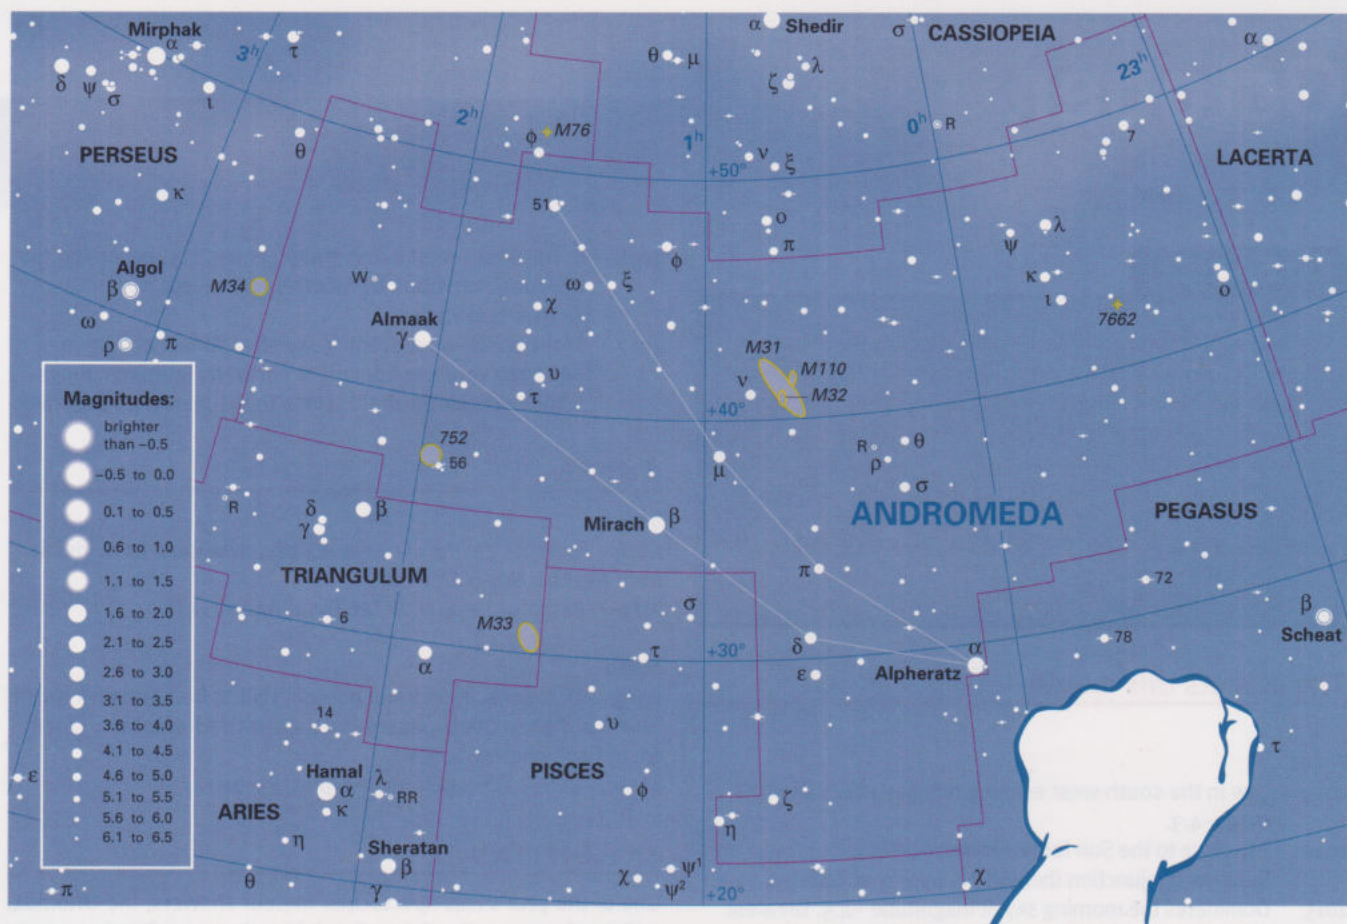 Mirphak
α
3h
τ
α
Shedir
σ
CASSIOPEIA
α
δ
ψ
σ
ι
θ
μ
λ
ζ
23h
2h
φ
M76
1h
0h
R
7
PERSEUS
θ
ν
ξ
LACERTA
+50°
κ
51
ο
π
λ
ψ
φ
Algol
β
M34
W
ω
ξ
κ
ι
ο
7662
ω
ρ
π
Almaak
γ
χ
M31
M110
M32
ν
υ
τ
+40°
Magnitudes:
brighter
than –0.5
–0.5 to 0.0
0.1 to 0.5
0.6 to 1.0
1.1 to 1.5
1.6 to 2.0
2.1 to 2.5
2.6 to 3.0
3.1 to 3.5
3.6 to 4.0
4.1 to 4.5
4.6 to 5.0
5.1 to 5.5
5.6 to 6.0
6.1 to 6.5
752
56
μ
R
θ
ρ
σ
R
δ
γ
β
Mirach
β
ANDROMEDA
PEGASUS
TRIANGULUM
π
72
6
M33
σ
β
Scheat
α
τ
+30°
δ
ε
Alpheratz
α
78
14
υ
τ
ε
Hamal
α
κ
λ
RR
PISCES
φ
ζ
ARIES
η
η
Sheratan
β
γ
π
θ
χ
ψ1
ψ2
+20°
χ